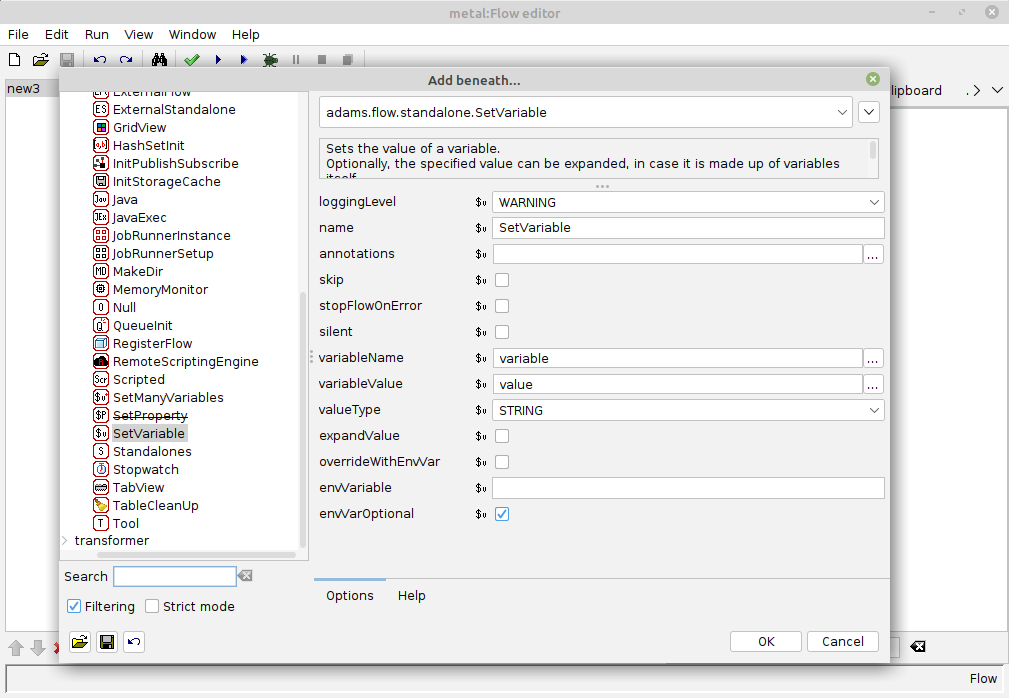 metal:Flow editor
File Edit Run View Window Help
new3
lipboard
Add beneath...
ExternalFlow
ExternalStandalone
GridView
HashSetInit
InitPublishSubscribe
InitStorageCache
Java
JavaExec
JobRunnerInstance
JobRunnerSetup
MakeDir
MemoryMonitor
Null
QueueInit
RegisterFlow
RemoteScriptingEngine
Scripted
SetManyVariables
SetProperty
SetVariable
Standalones
Stopwatch
TabView
TableCleanUp
Tool
transformer
Search
Filtering Strict mode
adams.flow.standalone.SetVariable
Sets the value of a variable.
Optionally, the specified value can be expanded, in case it is made up of variables
itself.
loggingLevel WARNING
name SetVariable
annotations ...
skip
stopFlowOnError
silent
variableName variable ...
variableValue value ...
valueType STRING
expandValue
overrideWithEnvVar
envVariable
envVarOptional
Options Help
OK Cancel
Flow